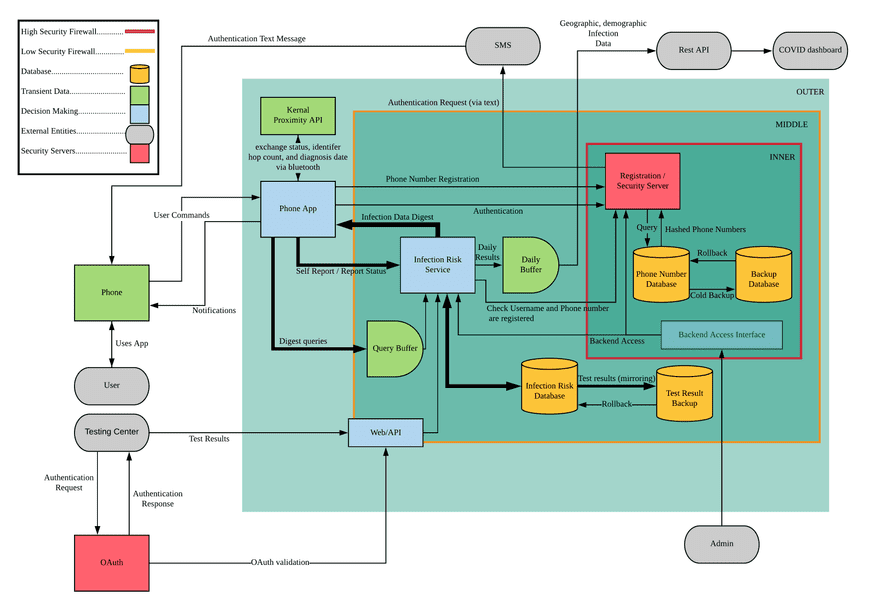 High Security Firewall.............
Low Security Firewall..............
Database..................................
Transient Data.........................
Decision Making.....................
External Entities.......................
Security Servers.......................
Authentication Text Message
SMS
Geographic, demographic
Infection
Data
Rest API
COVID dashboard
OUTER
Authentication Request (via text)
Kernal
Proximity API
MIDDLE
exchange status, identifer
hop count, and diagnosis date
via bluetooth
INNER
Registration /
Security Server
Phone Number Registration
Phone App
User Commands
Authentication
Infection Data Digest
Query
Hashed Phone Numbers
Infection Risk
Service
Daily
Results
Daily
Buffer
Rollback
Phone Number
Database
Backup
Database
Self Report / Report Status
Cold Backup
Phone
Notifications
Check Username and Phone number
are registered
Backend Access Interface
Backend Access
Digest queries
Query Buffer
Uses App
User
Infection Risk
Database
Test results (mirroring)
Test Result
Backup
Rollback
Testing Center
Test Results
Web/API
Authentication
Request
Authentication
Response
Admin
OAuth
OAuth validation